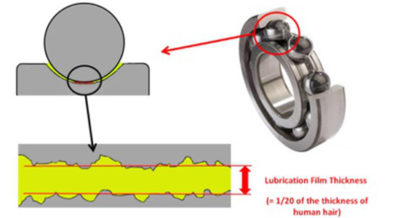 Lubrication Film Thickness
(= 1/20 of the thickness of
human hair)